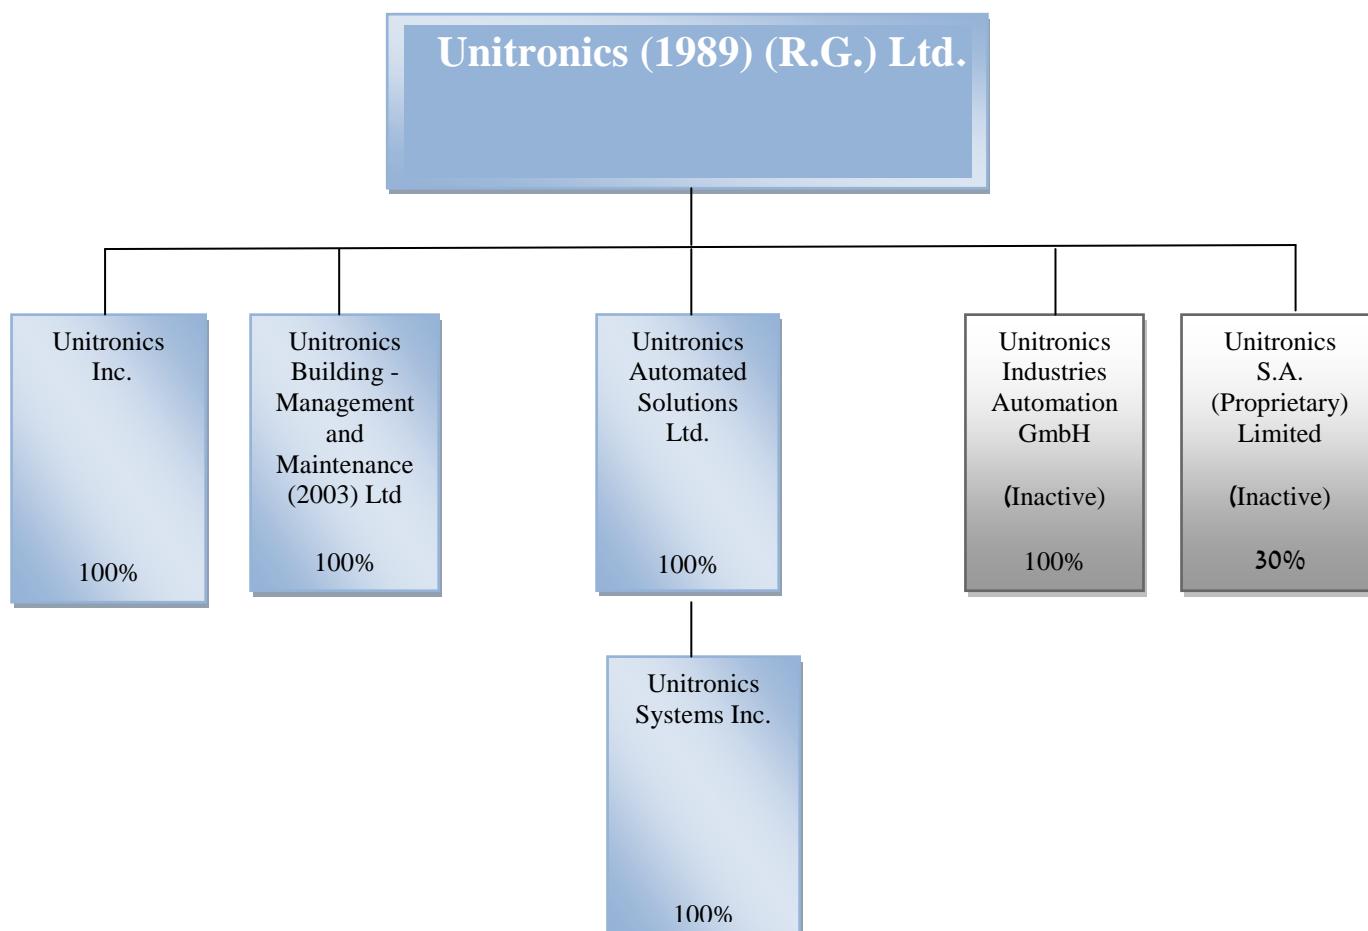 Unitronics (1989) (R.G.) Ltd.
Unitronics
Inc.
100%
Unitronics
Building -
Management
and
Maintenance
(2003) Ltd
100%
Unitronics
Automated
Solutions
Ltd.
100%
Unitronics
Industries
Automation
GmbH
(Inactive)
100%
Unitronics
S.A.
(Proprietary)
Limited
(Inactive)
30%
Unitronics
Systems Inc.
100%